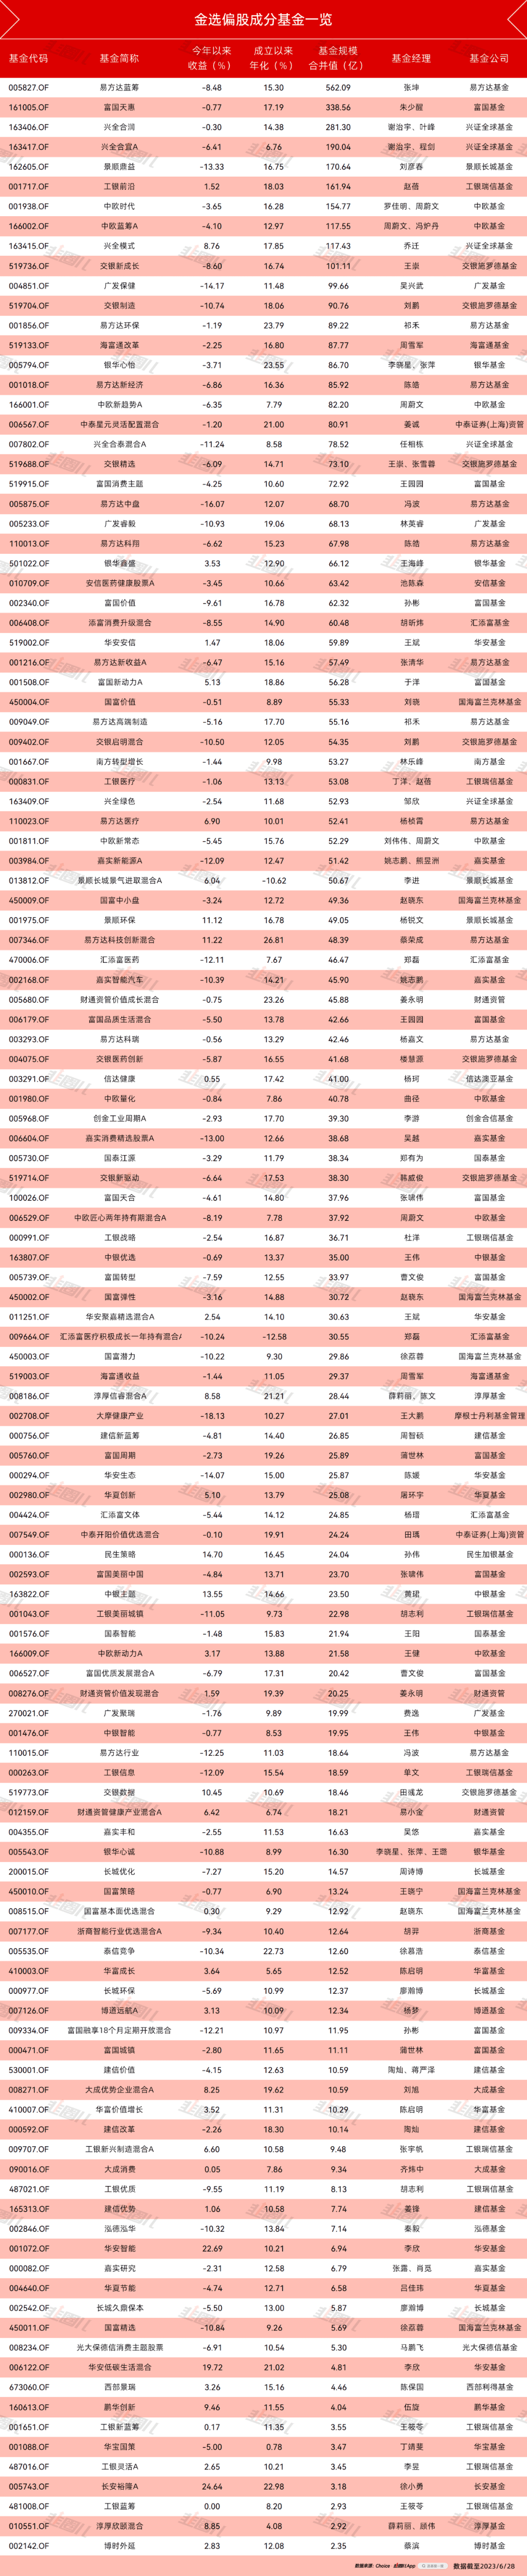 金选偏股成分基金一览
基金代码 基金简称 今年以来收益（%） 成立以来年化（%） 基金规模合并值（亿） 基金经理 基金公司
005827.OF 易方达蓝筹 -8.48 15.30 562.09 张坤 易方达基金
161005.OF 富国天惠 -0.77 17.19 338.56 朱少醒 富国基金
163406.OF 兴全合润 -0.30 14.38 281.30 谢治宇、叶峰 兴证全球基金
163417.OF 兴全合宜A -6.41 6.76 190.04 谢治宇、程剑 兴证全球基金
162605.OF 景顺鼎益 -13.33 16.75 170.64 刘彦春 景顺长城基金
001717.OF 工银前沿 1.52 18.03 161.94 赵蓓 工银瑞信基金
001938.OF 中欧时代 -3.65 16.28 154.77 罗佳明、周蔚文 中欧基金
166002.OF 中欧蓝筹A -4.10 12.97 117.55 周蔚文、冯炉丹 中欧基金
163415.OF 兴全模式 8.76 17.85 117.43 乔迁 兴证全球基金
519736.OF 交银新成长 -8.60 16.74 101.11 王崇 交银施罗德基金
004851.OF 广发保健 -14.17 11.48 99.66 吴兴武 广发基金
519704.OF 交银制造 -10.74 18.06 90.76 刘鹏 交银施罗德基金
001856.OF 易方达环保 -1.19 23.79 89.22 祁禾 易方达基金
519133.OF 海富通改革 -2.25 16.80 87.77 周雪军 海富通基金
005794.OF 银华心怡 -3.71 23.55 86.70 李晓星、张萍 银华基金
001018.OF 易方达新经济 -6.86 16.36 85.92 陈皓 易方达基金
166001.OF 中欧新趋势A -6.35 7.79 82.20 周蔚文 中欧基金
006567.OF 中泰星元灵活配置混合 -1.20 21.00 80.91 姜诚 中泰证券(上海)资管
007802.OF 兴全合泰混合A -11.24 8.58 78.52 任相栋 兴证全球基金
519688.OF 交银精选 -6.09 14.71 73.10 王崇、张雪蓉 交银施罗德基金
519915.OF 富国消费主题 -4.25 10.60 72.92 王园园 富国基金
005875.OF 易方达中盘 -16.07 12.07 68.70 冯波 易方达基金
005233.OF 广发睿毅 -10.93 19.06 68.13 林英睿 广发基金
110013.OF 易方达科翔 -6.62 15.23 67.98 陈皓 易方达基金
501022.OF 银华鑫盛 3.53 12.90 66.12 王海峰 银华基金
010709.OF 安信医药健康股票A -3.45 10.66 63.42 池陈森 安信基金
002340.OF 富国价值 -9.61 16.78 62.32 孙彬 富国基金
006408.OF 添富消费升级混合 -8.55 14.90 60.48 胡昕炜 汇添富基金
519002.OF 华安安信 1.47 18.06 59.89 王斌 华安基金
001216.OF 易方达新收益A -6.47 15.16 57.49 张清华 易方达基金
001508.OF 富国新动力A 5.13 18.86 56.28 于洋 富国基金
450004.OF 国富价值 -0.51 8.89 55.33 刘晓 国海富兰克林基金
009049.OF 易方达高端制造 -5.16 17.70 55.16 祁禾 易方达基金
009402.OF 交银启明混合 -10.50 12.05 54.35 刘鹏 交银施罗德基金
001667.OF 南方转型增长 -1.44 9.98 53.27 林乐峰 南方基金
000831.OF 工银医疗 -1.06 13.13 53.08 丁洋、赵蓓 工银瑞信基金
163409.OF 兴全绿色 -2.54 11.68 52.93 邹欣 兴证全球基金
110023.OF 易方达医疗 6.90 10.01 52.41 杨桢霄 易方达基金
001811.OF 中欧新常态 -5.45 15.76 52.29 刘伟伟、周蔚文 中欧基金
003984.OF 嘉实新能源A -12.09 12.47 51.42 姚志鹏、熊昱洲 嘉实基金
013812.OF 景顺长城景气进取混合A 6.04 -10.62 50.67 李进 景顺长城基金
450009.OF 国富中小盘 -3.24 12.72 49.36 赵晓东 国海富兰克林基金
001975.OF 景顺环保 11.12 16.78 49.05 杨锐文 景顺长城基金
007346.OF 易方达科技创新混合 11.22 26.81 48.39 蔡荣成 易方达基金
470006.OF 汇添富医药 -12.11 7.67 46.47 郑磊 汇添富基金
002168.OF 嘉实智能汽车 -10.39 14.21 45.90 姚志鹏 嘉实基金
005680.OF 财通资管价值成长混合 -0.75 23.26 45.88 姜永明 财通资管
006179.OF 富国品质生活混合 -5.50 13.78 42.66 王园园 富国基金
003293.OF 易方达科瑞 -0.56 13.29 42.46 杨嘉文 易方达基金
004075.OF 交银医药创新 -5.87 16.55 41.68 楼慧源 交银施罗德基金
003291.OF 信达健康 0.55 17.42 41.00 杨珂 信达澳亚基金
001980.OF 中欧量化 -0.84 7.86 40.78 曲径 中欧基金
005968.OF 创金工业周期A -2.93 17.70 39.30 李游 创金合信基金
006604.OF 嘉实消费精选股票A -13.00 12.66 38.68 吴越 嘉实基金
005730.OF 国泰江源 -3.29 11.79 38.34 郑有为 国泰基金
519714.OF 交银新驱动 -6.64 17.53 38.30 韩威俊 交银施罗德基金
100026.OF 富国天合 -4.61 14.80 37.96 张啸伟 富国基金
006529.OF 中欧匠心两年持有期混合A -8.19 7.78 37.92 周蔚文 中欧基金
000991.OF 工银战略 -2.54 16.87 36.71 杜洋 工银瑞信基金
163807.OF 中银优选 -0.69 13.37 35.00 王伟 中银基金
005739.OF 富国转型 -7.59 12.55 33.97 曹文俊 富国基金
450002.OF 国富弹性 -3.16 14.88 30.72 赵晓东 国海富兰克林基金
011251.OF 华安聚嘉精选混合A 2.54 14.10 30.63 王斌 华安基金
009664.OF 汇添富医疗积极成长一年持有混合A -10.24 -12.58 30.55 郑磊 汇添富基金
450003.OF 国富潜力 -10.22 9.30 29.86 徐荔蓉 国海富兰克林基金
519003.OF 海富通收益 -1.44 11.05 29.37 周雪军 海富通基金
008186.OF 淳厚信睿混合A 8.58 21.21 28.44 薛莉丽、陈文 淳厚基金
002708.OF 大摩健康产业 -18.13 10.27 27.01 王大鹏 摩根士丹利基金管理
000756.OF 建信新蓝筹 -4.81 14.40 26.85 周智硕 建信基金
005760.OF 富国周期 -2.73 19.26 25.89 蒲世林 富国基金
000294.OF 华安生态 -14.07 15.00 25.87 陈媛 华安基金
002980.OF 华夏创新 5.10 13.79 25.08 屠环宇 华夏基金
004424.OF 汇添富文体 -5.44 14.12 24.85 杨瑨 汇添富基金
007549.OF 中泰开阳价值优选混合 -0.10 19.91 24.24 田瑀 中泰证券(上海)资管
000136.OF 民生策略 14.70 16.45 24.04 孙伟 民生加银基金
002593.OF 富国美丽中国 -4.84 13.71 23.70 张啸伟 富国基金
163822.OF 中银主题 13.55 14.66 23.50 黄珺 中银基金
001043.OF 工银美丽城镇 -11.05 9.73 22.98 胡志利 工银瑞信基金
001576.OF 国泰智能 -1.48 15.83 21.94 王阳 国泰基金
166009.OF 中欧新动力A 3.17 13.88 21.58 王健 中欧基金
006527.OF 富国优质发展混合A -6.79 17.31 20.42 曹文俊 富国基金
008276.OF 财通资管价值发现混合 1.59 19.39 20.25 姜永明 财通资管
270021.OF 广发聚瑞 -1.76 9.89 19.99 费逸 广发基金
001476.OF 中银智能 -0.77 8.53 19.95 王伟 中银基金
110015.OF 易方达行业 -12.25 11.03 18.64 冯波 易方达基金
000263.OF 工银信息 -12.09 15.54 18.59 单文 工银瑞信基金
519773.OF 交银数据 10.45 10.69 18.46 田彧龙 交银施罗德基金
012159.OF 财通资管健康产业混合A 6.42 6.74 18.21 易小金 财通资管
004355.OF 嘉实丰和 -2.55 11.53 16.63 吴悠 嘉实基金
005543.OF 银华心诚 -10.88 8.99 16.30 李晓星、张萍、王璐 银华基金
200015.OF 长城优化 -7.27 15.20 14.57 周诗博 长城基金
450010.OF 国富策略 -0.77 6.90 13.24 王晓宁 国海富兰克林基金
008515.OF 国富基本面优选混合 0.30 9.29 12.92 赵晓东 国海富兰克林基金
007177.OF 浙商智能行业优选混合A -9.34 10.40 12.64 胡羿 浙商基金
005535.OF 泰信竞争 -10.34 22.73 12.60 徐慕浩 泰信基金
410003.OF 华富成长 3.64 5.65 12.52 陈启明 华富基金
000977.OF 长城环保 -5.69 10.99 12.37 廖瀚博 长城基金
007126.OF 博道远航A 3.13 10.09 12.34 杨梦 博道基金
009334.OF 富国融享18个月定期开放混合 -12.21 10.97 11.95 孙彬 富国基金
000471.OF 富国城镇 -2.80 11.65 11.11 蒲世林 富国基金
530001.OF 建信价值 -4.15 12.63 10.59 陶灿、蒋严泽 建信基金
008271.OF 大成优势企业混合A 8.25 19.62 10.59 刘旭 大成基金
410007.OF 华富价值增长 3.52 11.31 10.29 陈启明 华富基金
000592.OF 建信改革 -2.26 18.30 10.14 陶灿 建信基金
009707.OF 工银新兴制造混合A 6.60 10.58 9.48 张宇帆 工银瑞信基金
090016.OF 大成消费 0.05 7.86 9.34 齐炜中 大成基金
487021.OF 工银优质 -9.55 11.19 8.13 胡志利 工银瑞信基金
165313.OF 建信优势 1.06 10.58 7.74 姜锋 建信基金
002846.OF 泓德泓华 -10.32 13.84 7.14 秦毅 泓德基金
001072.OF 华安智能 22.69 10.21 6.94 李欣 华安基金
000082.OF 嘉实研究 -2.31 12.58 6.79 张露、肖觅 嘉实基金
004640.OF 华夏节能 -4.74 12.71 6.58 吕佳玮 华夏基金
002542.OF 长城久鼎保本 -5.50 13.00 5.87 廖瀚博 长城基金
450011.OF 国富精选 -10.84 9.26 5.69 徐荔蓉 国海富兰克林基金
008234.OF 光大保德信消费主题股票 -6.91 10.54 5.30 马鹏飞 光大保德信基金
006122.OF 华安低碳生活混合 19.72 21.02 4.81 李欣 华安基金
673060.OF 西部景瑞 3.26 15.16 4.46 陈保国 西部利得基金
160613.OF 鹏华创新 9.46 11.55 4.04 伍旋 鹏华基金
001651.OF 工银新蓝筹 0.17 11.35 3.55 王筱苓 工银瑞信基金
001088.OF 华宝国策 -5.00 0.78 3.47 丁靖斐 华宝基金
487016.OF 工银灵活A 2.65 10.21 3.45 李昱 工银瑞信基金
005743.OF 长安裕隆A 24.64 22.98 3.18 徐小勇 长安基金
481008.OF 工银蓝筹 0.00 8.20 2.93 王筱苓 工银瑞信基金
010551.OF 淳厚欣颐混合 8.85 4.08 2.92 薛莉丽、顾伟 淳厚基金
002142.OF 博时外延 2.83 12.08 2.35 蔡滨 博时基金
数据来源：Choice 数据截至2023/6/28